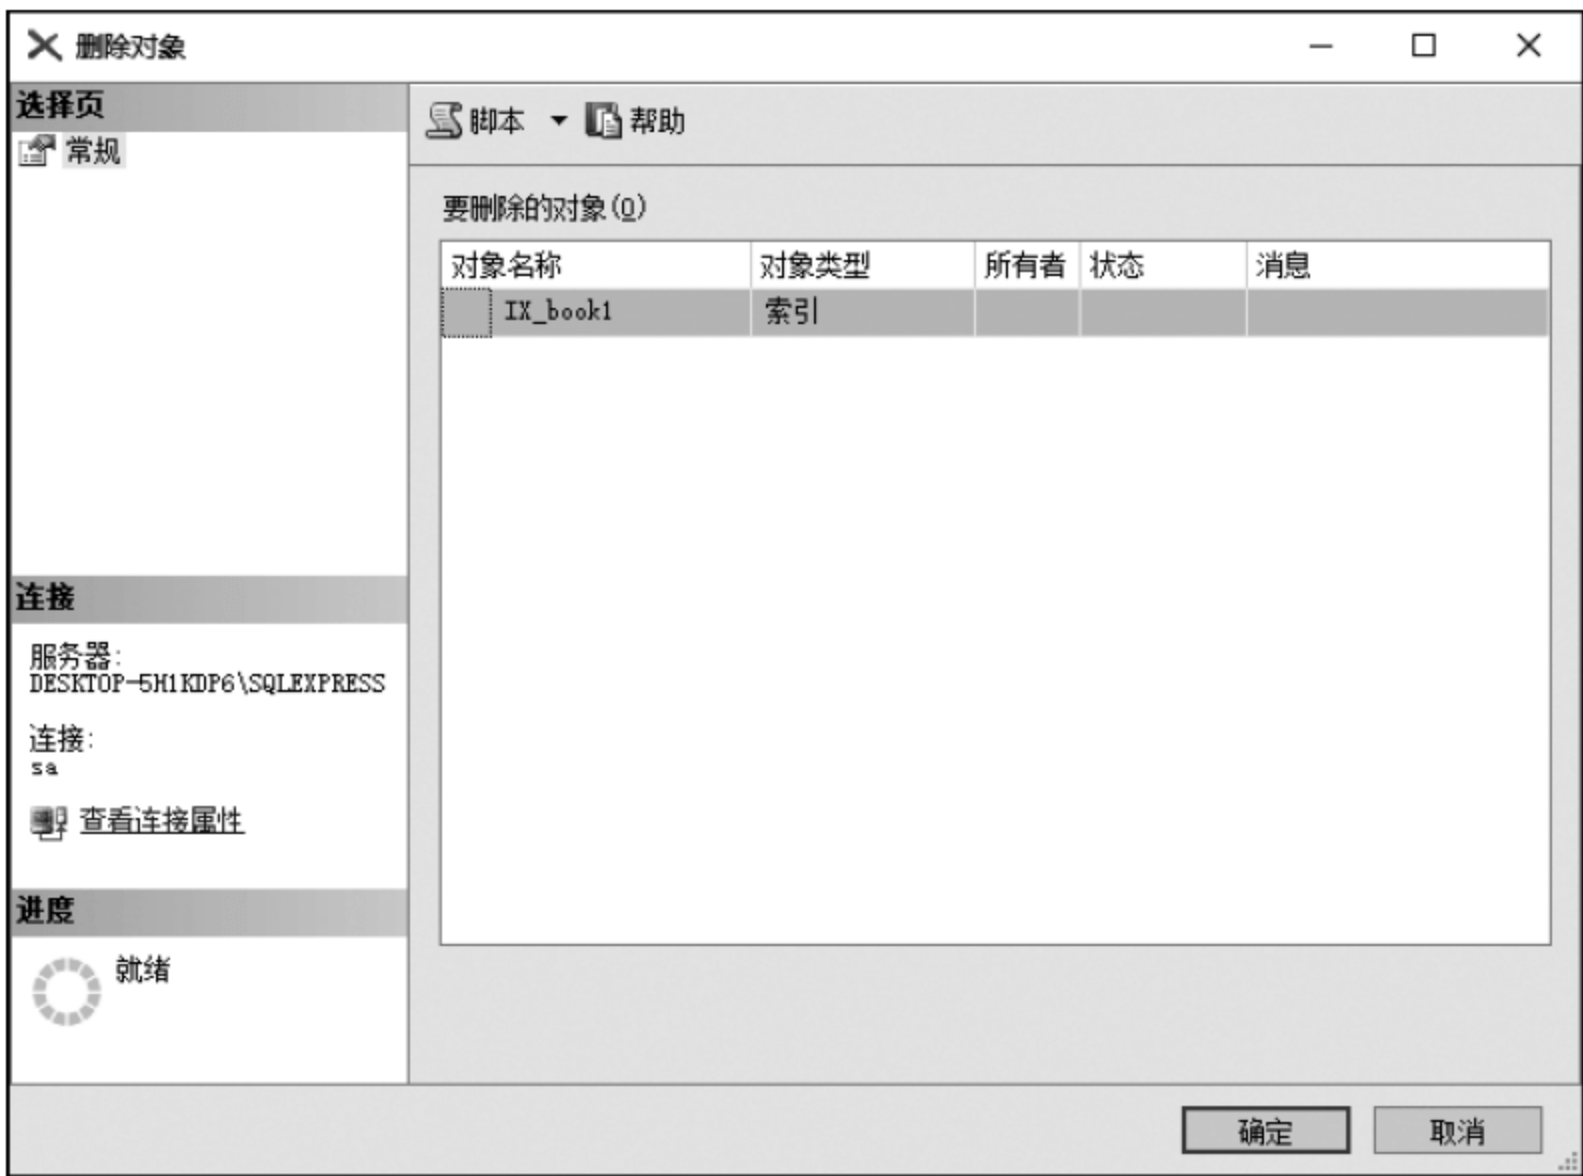 删除对象
选择页
常规
脚本 帮助
要删除的对象(O)
对象名称 对象类型 所有者 状态 消息
IX_book1 索引
连接
服务器:
DESKTOP-5H1KDP6\SQLEXPRESS
连接:
sa
查看连接属性
进度
就绪
确定 取消